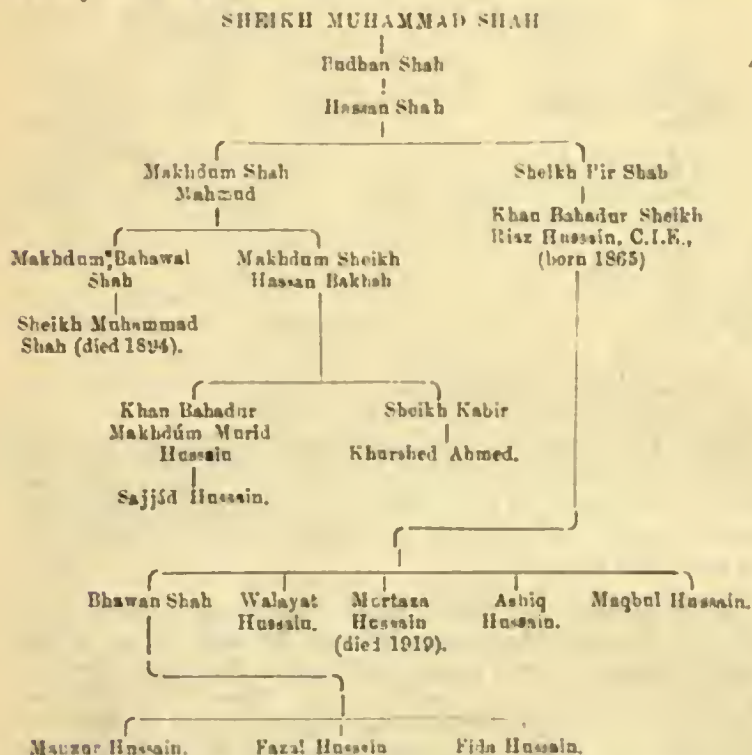 SHEIKH MUHAMMAD SHAH
Budhan Shah
Hassan Shah
Makhdum Shah
Mahmud
Sheikh Pir Shah
Khan Bahadur Sheikh
Riaz Hussain, C.I.E.,
(born 1865)
Makhdum Bahawal
Shah
Makhdum Sheikh
Hassan Bakhsh
Sheikh Muhammad
Shah (died 1894).
Khan Bahadur
Makhdúm Murid
Hussain
Sheikh Kabir
Khurshed Ahmed.
Sajjád Hussain.
Bhawan Shah
Walayat
Hussain.
Murtaza
Hussain
(died 1919).
Ashiq
Hussain.
Maqbul Hussain.
Manzor Hussain.
Fazal Hussain
Fida Hussain.